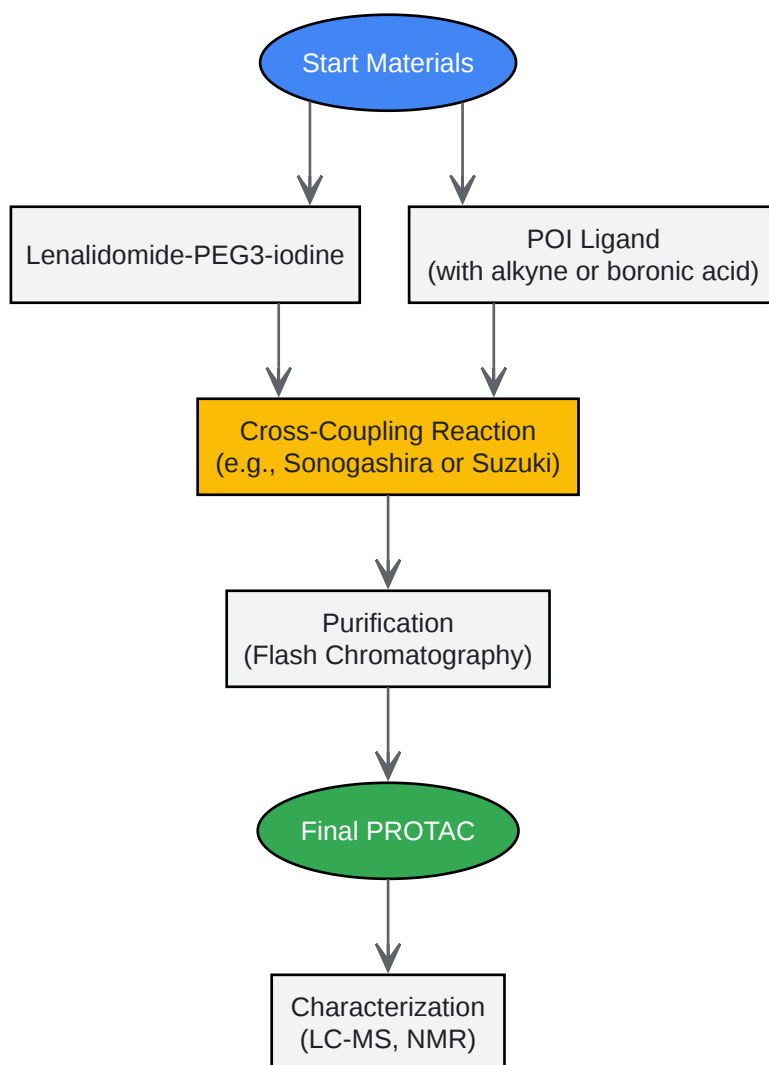 Start Materials
Lenalidomide-PEG3-iodine
POI Ligand
(with alkyne or boronic acid)
Cross-Coupling Reaction
(e.g., Sonogashira or Suzuki)
Purification
(Flash Chromatography)
Final PROTAC
Characterization
(LC-MS, NMR)